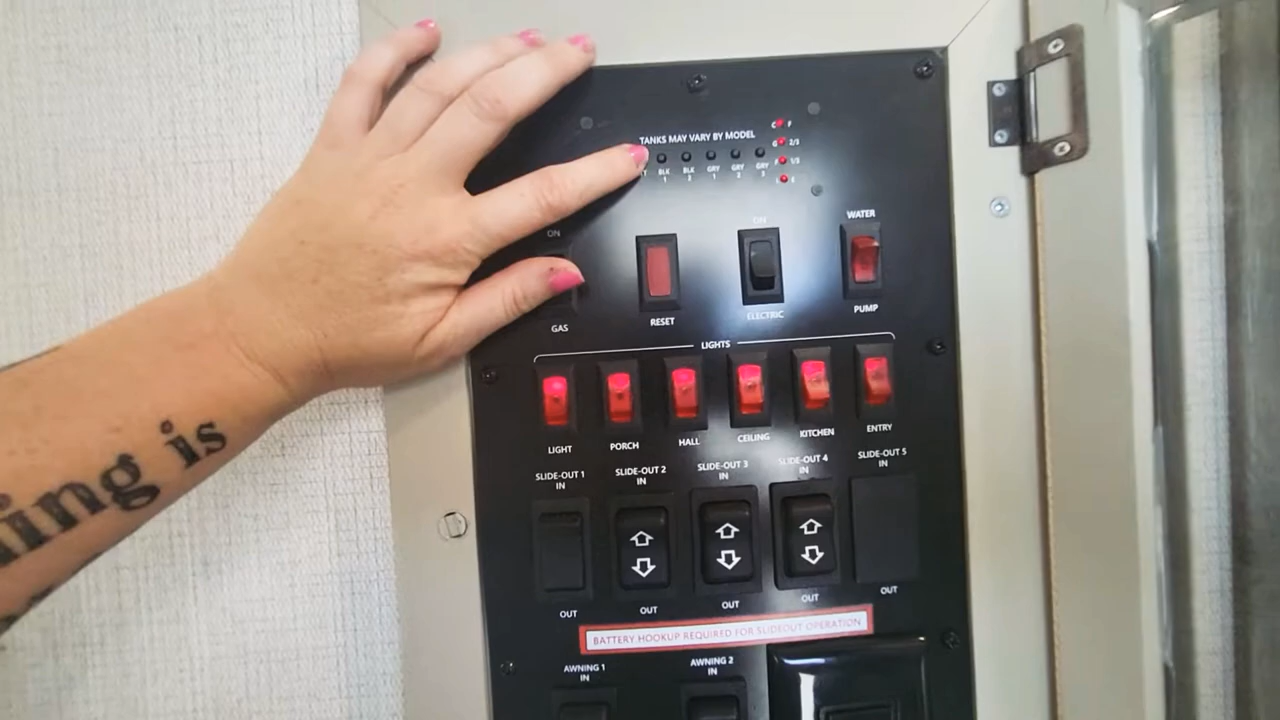 TANKS MAY VARY BY MODEL
C F
G 2/3
F 1/3
E
BLK 1
BLK 2
GRY 1
GRY 2
GRY 3
ON
GAS
RESET
ON
ELECTRIC
WATER
PUMP
LIGHTS
LIGHT
PORCH
HALL
CEILING
KITCHEN
ENTRY
SLIDE-OUT 1
IN
OUT
SLIDE-OUT 2
IN
OUT
SLIDE-OUT 3
IN
OUT
SLIDE-OUT 4
IN
OUT
SLIDE-OUT 5
IN
OUT
BATTERY HOOKUP REQUIRED FOR SLIDEOUT OPERATION
AWNING 1
IN
AWNING 2
IN
is